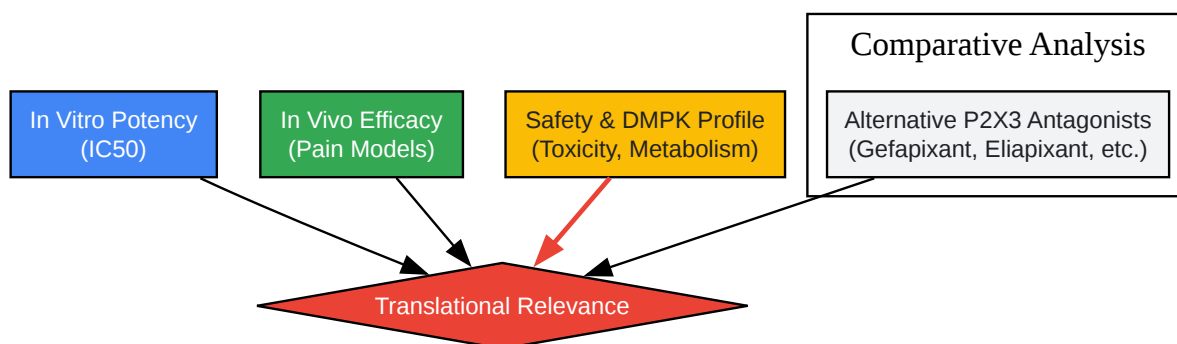 Comparative Analysis
In Vitro Potency
(IC50)
In Vivo Efficacy
(Pain Models)
Safety & DMPK Profile
(Toxicity, Metabolism)
Alternative P2X3 Antagonists
(Gefapixant, Eliapixant, etc.)
Translational Relevance